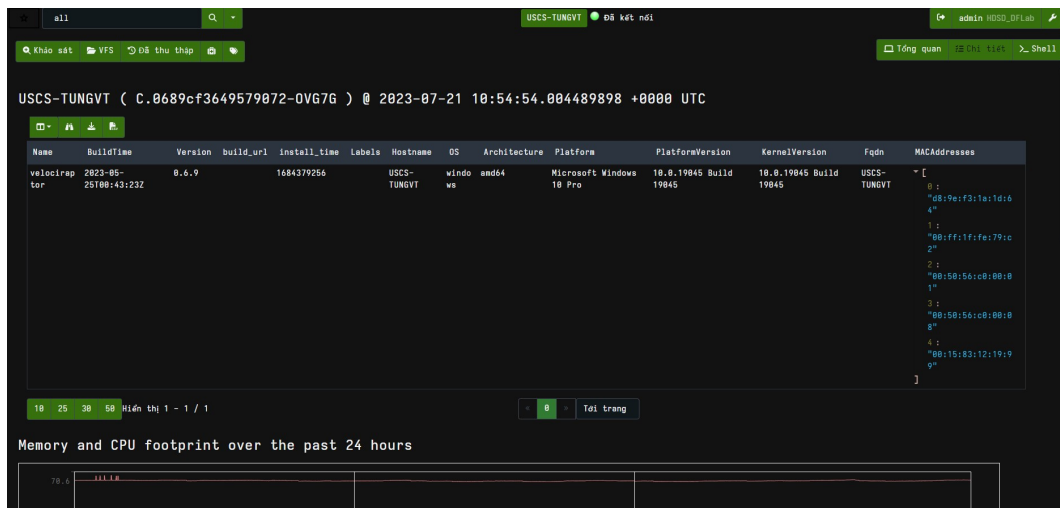 all
USCS-TUNGVT Đã kết nối
admin HDSD_DFLab
Khảo sát VFS Đã thu thập
Tổng quan Chi tiết >_ Shell
USCS-TUNGVT ( C.0689cf3649579072-OVG7G ) @ 2023-07-21 10:54:54.004489898 +0000 UTC
Name BuildTime Version build_url install_time Labels Hostname OS Architecture Platform PlatformVersion KernelVersion Fqdn MACAddresses
velocirap 2023-05- 0.6.9 1684379256 USCS- windo amd64 Microsoft Windows 10.0.19045 Build 10.0.19045 Build USCS- [
tor 25T00:43:23Z TUNGVT ws 10 Pro 19045 19045 TUNGVT 0 :
"d8:9e:f3:1a:1d:6
4"
1 :
"00:ff:1f:fe:79:c
2"
2 :
"00:50:56:c0:00:0
1"
3 :
"00:50:56:c0:00:0
8"
4 :
"00:15:83:12:19:9
9"
]
10 25 30 50 Hiển thị 1 - 1 / 1
« 0 » Tới trang
Memory and CPU footprint over the past 24 hours
70.6